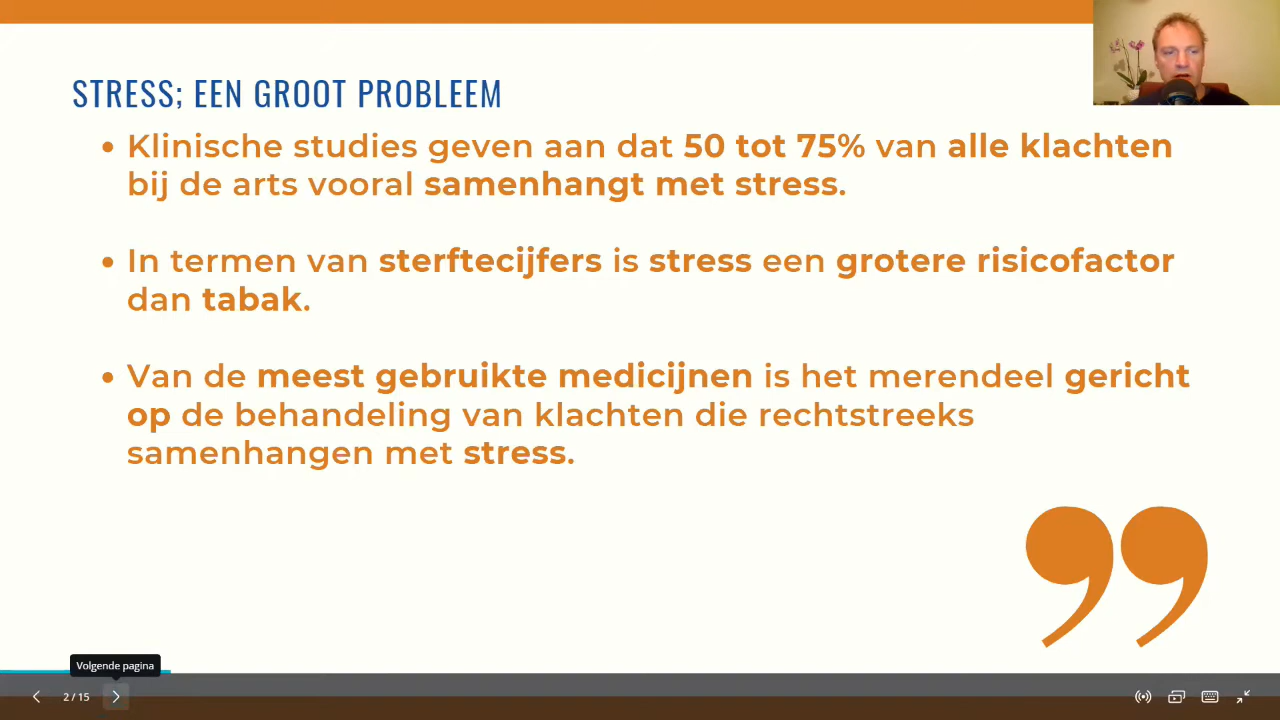 STRESS; EEN GROOT PROBLEEM
• Klinische studies geven aan dat 50 tot 75% van alle klachten
bij de arts vooral samenhangt met stress.
• In termen van sterftecijfers is stress een grotere risicofactor
dan tabak.
• Van de meest gebruikte medicijnen is het merendeel gericht
op de behandeling van klachten die rechtstreeks
samenhangen met stress.
”
Volgende pagina
2 / 15